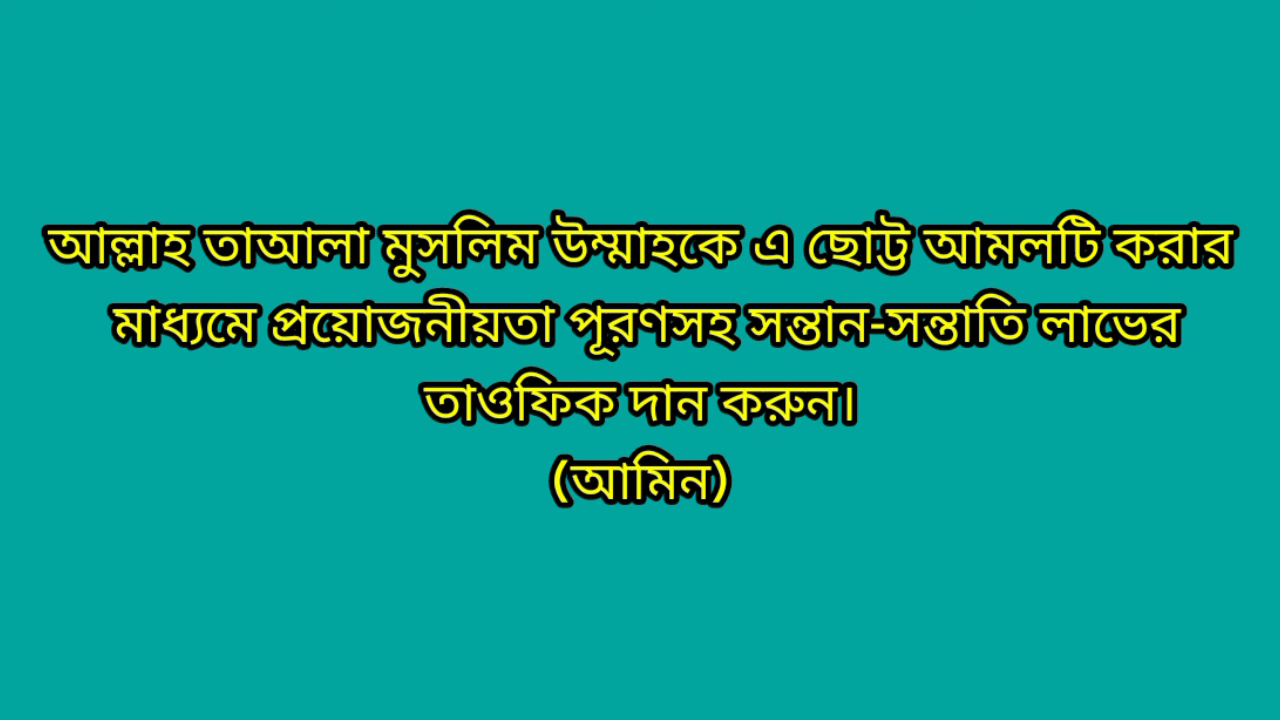 আল্লাহ তাআলা মুসলিম উম্মাহকে এ ছোট্ট আমলটি করার
মাধ্যমে প্রয়োজনীয়তা পূরণসহ সন্তান-সন্তাতি লাভের
তাওফিক দান করুন।
(আমিন)